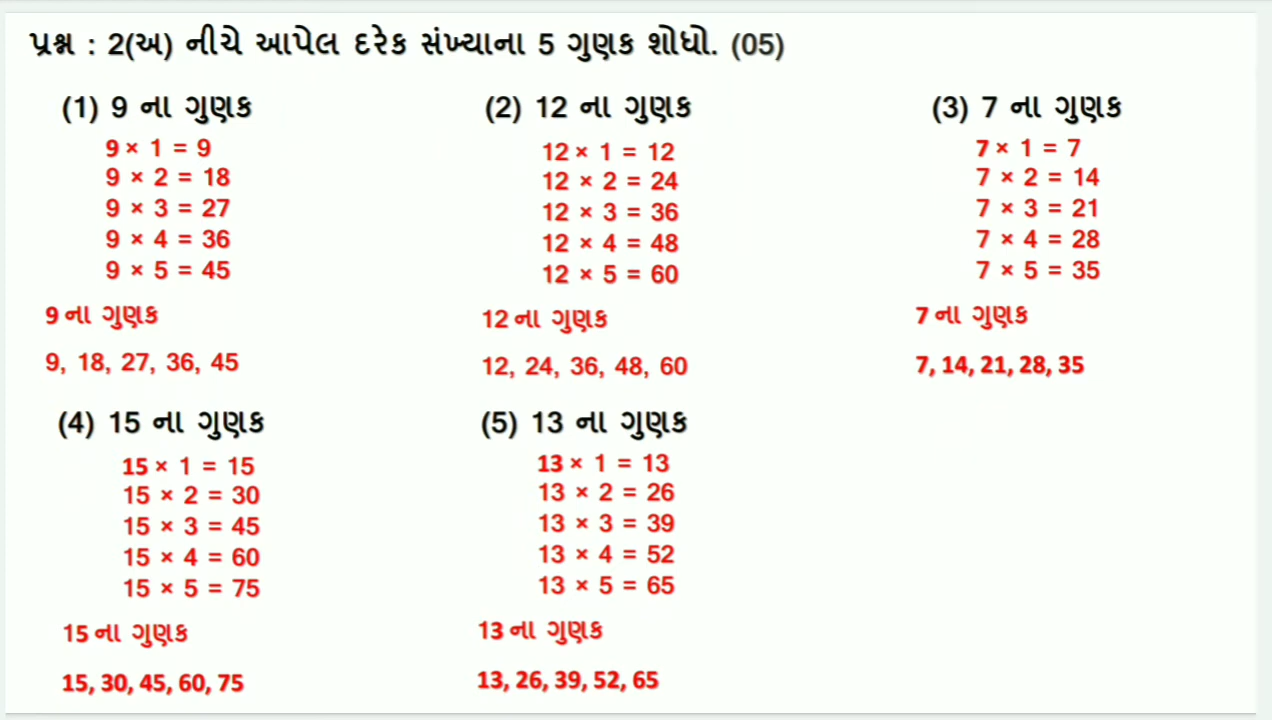 પ્રશ્ન : 2(અ) નીચે આપેલ દરેક સંખ્યાના 5 ગુણક શોધો. (05)
(1) 9 ના ગુણક
9 × 1 = 9
9 × 2 = 18
9 × 3 = 27
9 × 4 = 36
9 × 5 = 45
9 ના ગુણક
9, 18, 27, 36, 45
(2) 12 ના ગુણક
12 × 1 = 12
12 × 2 = 24
12 × 3 = 36
12 × 4 = 48
12 × 5 = 60
12 ના ગુણક
12, 24, 36, 48, 60
(3) 7 ના ગુણક
7 × 1 = 7
7 × 2 = 14
7 × 3 = 21
7 × 4 = 28
7 × 5 = 35
7 ના ગુણક
7, 14, 21, 28, 35
(4) 15 ના ગુણક
15 × 1 = 15
15 × 2 = 30
15 × 3 = 45
15 × 4 = 60
15 × 5 = 75
15 ના ગુણક
15, 30, 45, 60, 75
(5) 13 ના ગુણક
13 × 1 = 13
13 × 2 = 26
13 × 3 = 39
13 × 4 = 52
13 × 5 = 65
13 ના ગુણક
13, 26, 39, 52, 65